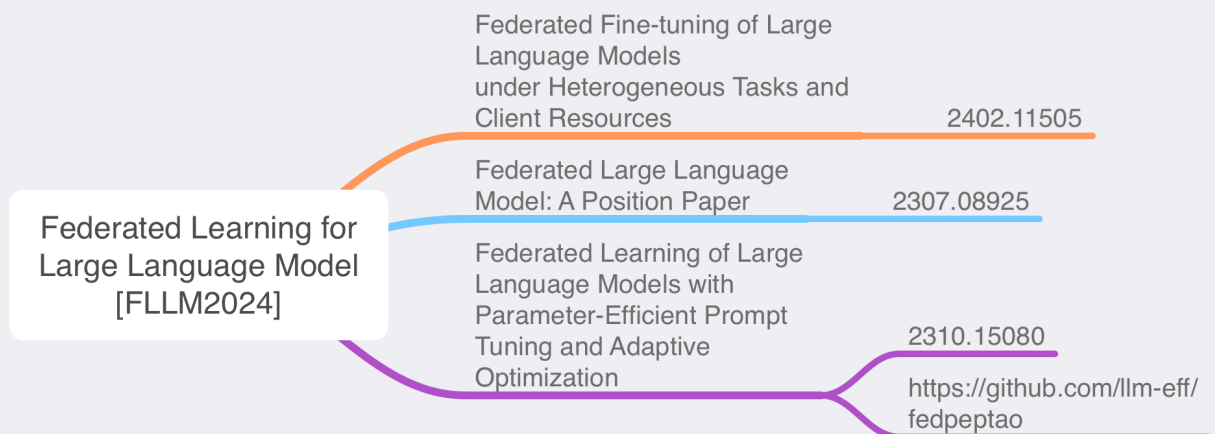 Federated Learning for
Large Language Model
[FLLM2024]
Federated Fine-tuning of Large
Language Models
under Heterogeneous Tasks and
Client Resources
2402.11505
Federated Large Language
Model: A Position Paper
2307.08925
Federated Learning of Large
Language Models with
Parameter-Efficient Prompt
Tuning and Adaptive
Optimization
2310.15080
https://github.com/llm-eff/
fedpeptao